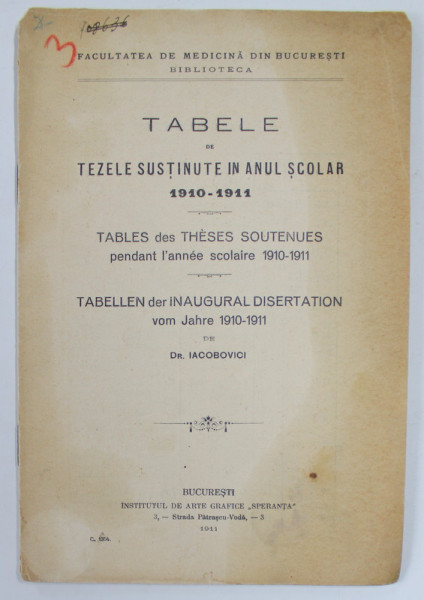 3
FACULTATEA DE MEDICINĂ DIN BUCUREȘTI
BIBLIOTECA
TABELE
DE
TEZELE SUSȚINUTE IN ANUL ȘCOLAR
1910-1911
TABLES des THÈSES SOUTENUES
pendant l'année scolaire 1910-1911
TABELLEN der INAUGURAL DISERTATION
vom Jahre 1910-1911
DE
DR. IACOBOVICI
BUCUREȘTI
INSTITUTUL DE ARTE GRAFICE „SPERANȚA"
3, — Strada Pătrașcu-Vodă, — 3
1911
C.